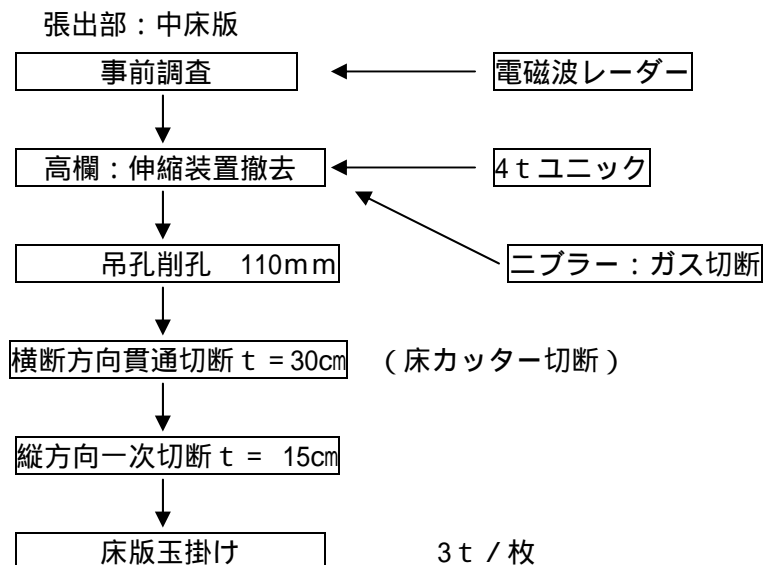 張出部：中床版
事前調査
電磁波レーダー
高欄：伸縮装置撤去
4ｔユニック
吊孔削孔　110ｍｍ
ニブラー：ガス切断
横断方向貫通切断ｔ＝30㎝　（床カッター切断）
縦方向一次切断ｔ＝ 15㎝
床版玉掛け　3ｔ/枚